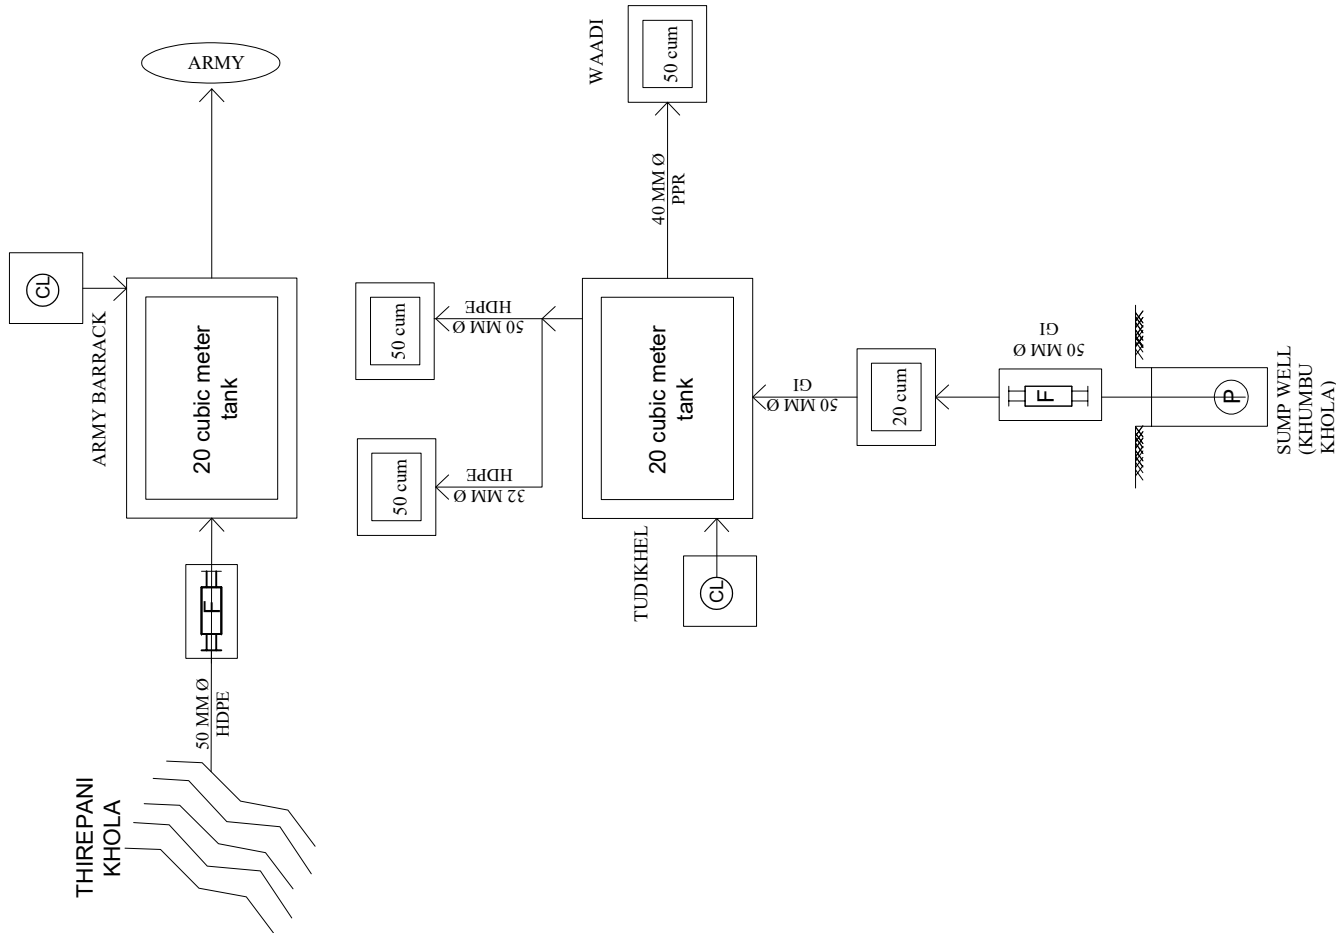 WAADI
50 cum
ARMY
40 MM Ø
PPR
CL
ARMY BARRACK
20 cubic meter
tank
50 cum
50 MM Ø
HDPE
20 cubic meter
tank
50 MM Ø
GI
20 cum
50 MM Ø
GI
F
P
SUMP WELL
(KHUMBU
KHOLA)
50 cum
32 MM Ø
HDPE
TUDIKHEL
CL
F
50 MM Ø
HDPE
THIREPANI
KHOLA